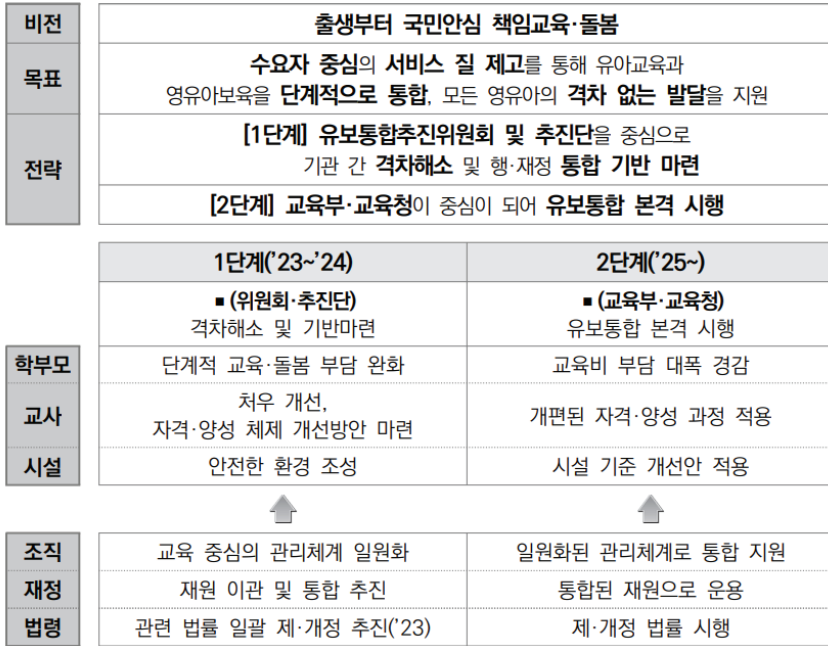 비전 출생부터 국민안심 책임교육·돌봄
목표 수요자 중심의 서비스 질 제고를 통해 유아교육과
영유아보육을 단계적으로 통합, 모든 영유아의 격차 없는 발달을 지원
전략 [1단계] 유보통합추진위원회 및 추진단을 중심으로
기관 간 격차해소 및 행·재정 통합 기반 마련
[2단계] 교육부·교육청이 중심이 되어 유보통합 본격 시행
1단계('23~'24) 2단계('25~)
■ (위원회·추진단) ■ (교육부·교육청)
격차해소 및 기반마련 유보통합 본격 시행
학부모 단계적 교육·돌봄 부담 완화 교육비 부담 대폭 경감
교사 처우 개선,
자격·양성 체제 개선방안 마련 개편된 자격·양성 과정 적용
시설 안전한 환경 조성 시설 기준 개선안 적용
조직 교육 중심의 관리체계 일원화 일원화된 관리체계로 통합 지원
재정 재원 이관 및 통합 추진 통합된 재원으로 운용
법령 관련 법률 일괄 제·개정 추진('23) 제·개정 법률 시행